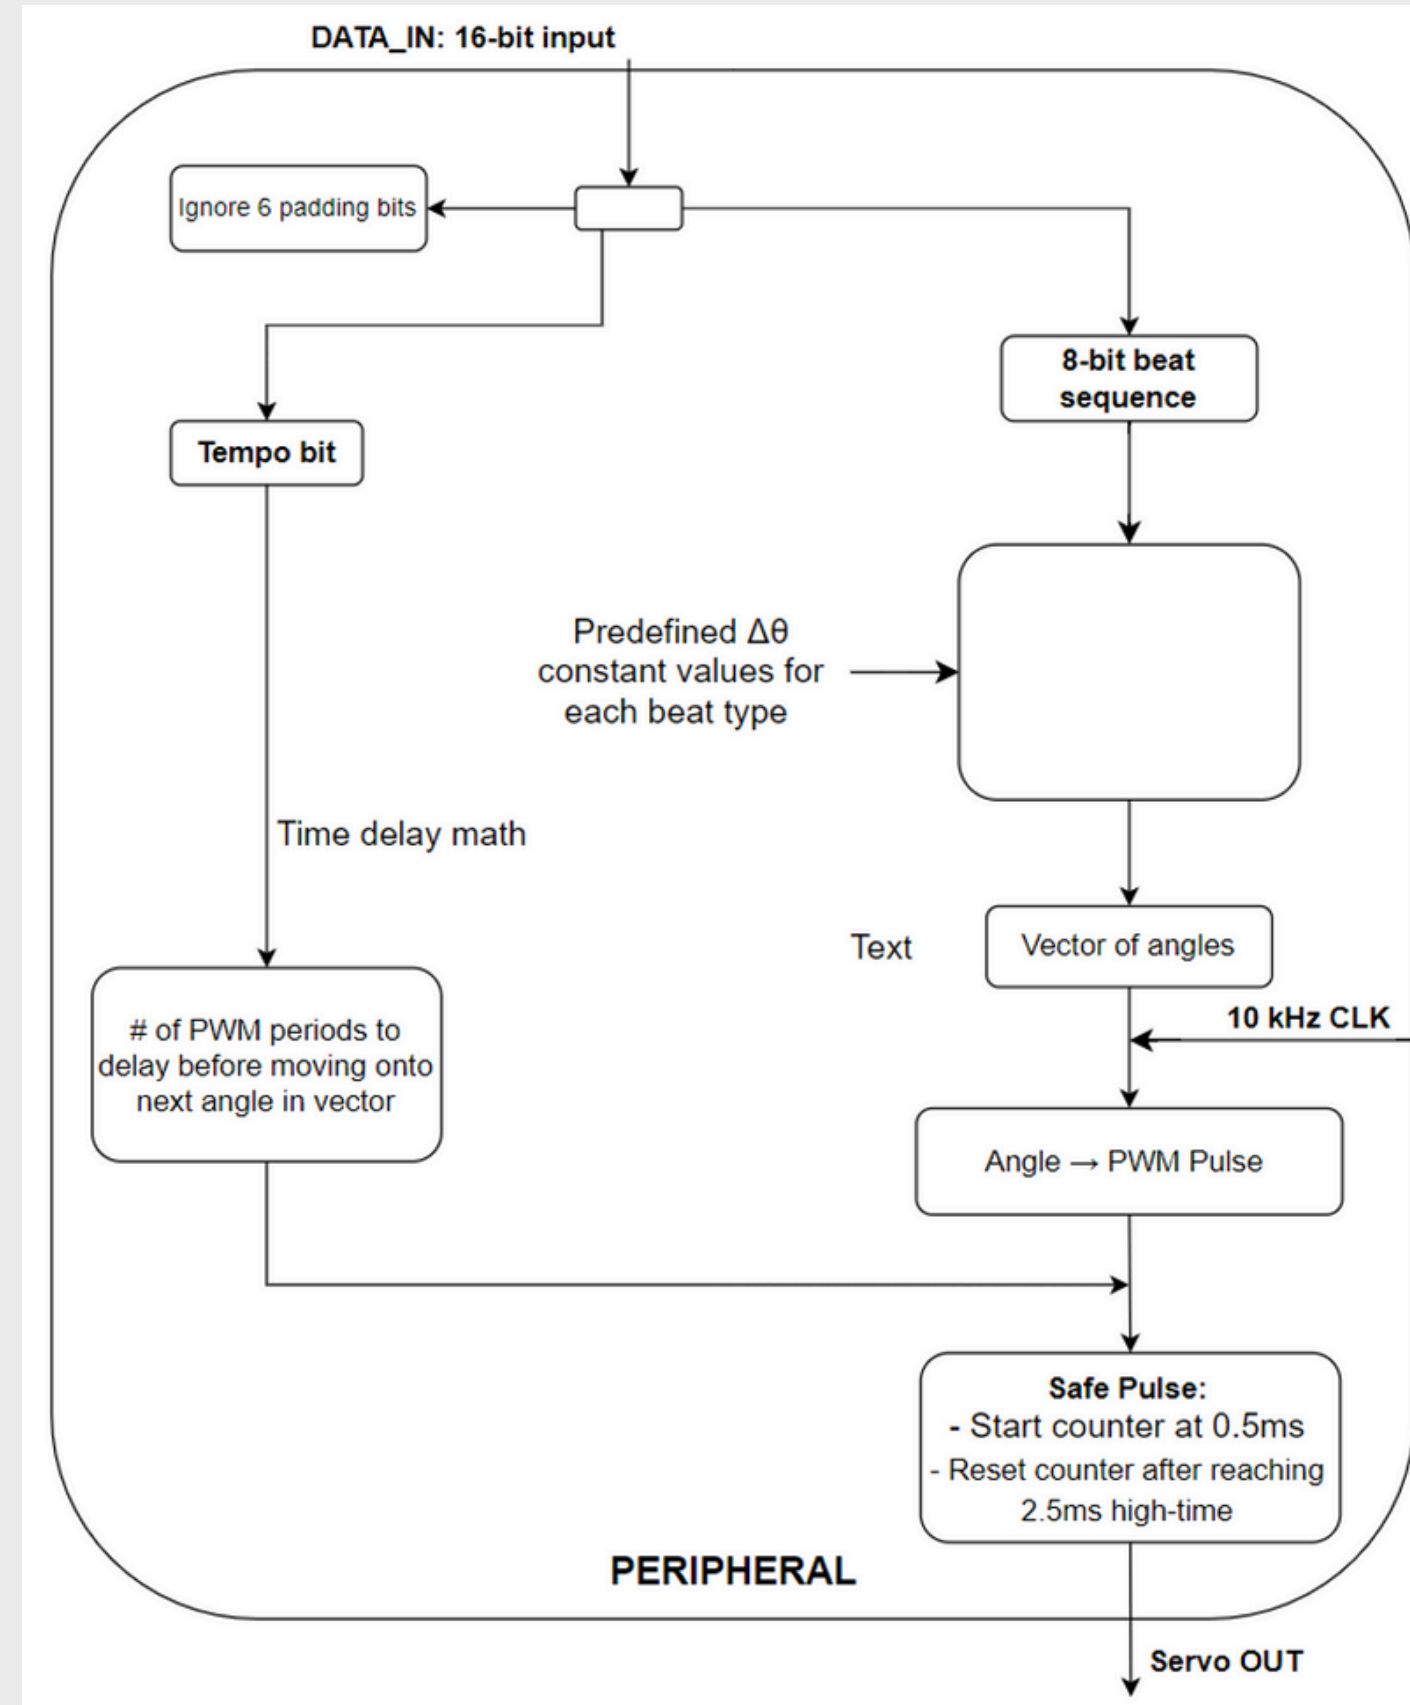 DATA_IN: 16-bit input
Ignore 6 padding bits
8-bit beat
sequence
Tempo bit
Predefined Δθ
constant values for
each beat type
Time delay math
Text
Vector of angles
10 kHz CLK
# of PWM periods to
delay before moving onto
next angle in vector
Angle → PWM Pulse
Safe Pulse:
- Start counter at 0.5ms
- Reset counter after reaching
2.5ms high-time
PERIPHERAL
Servo OUT